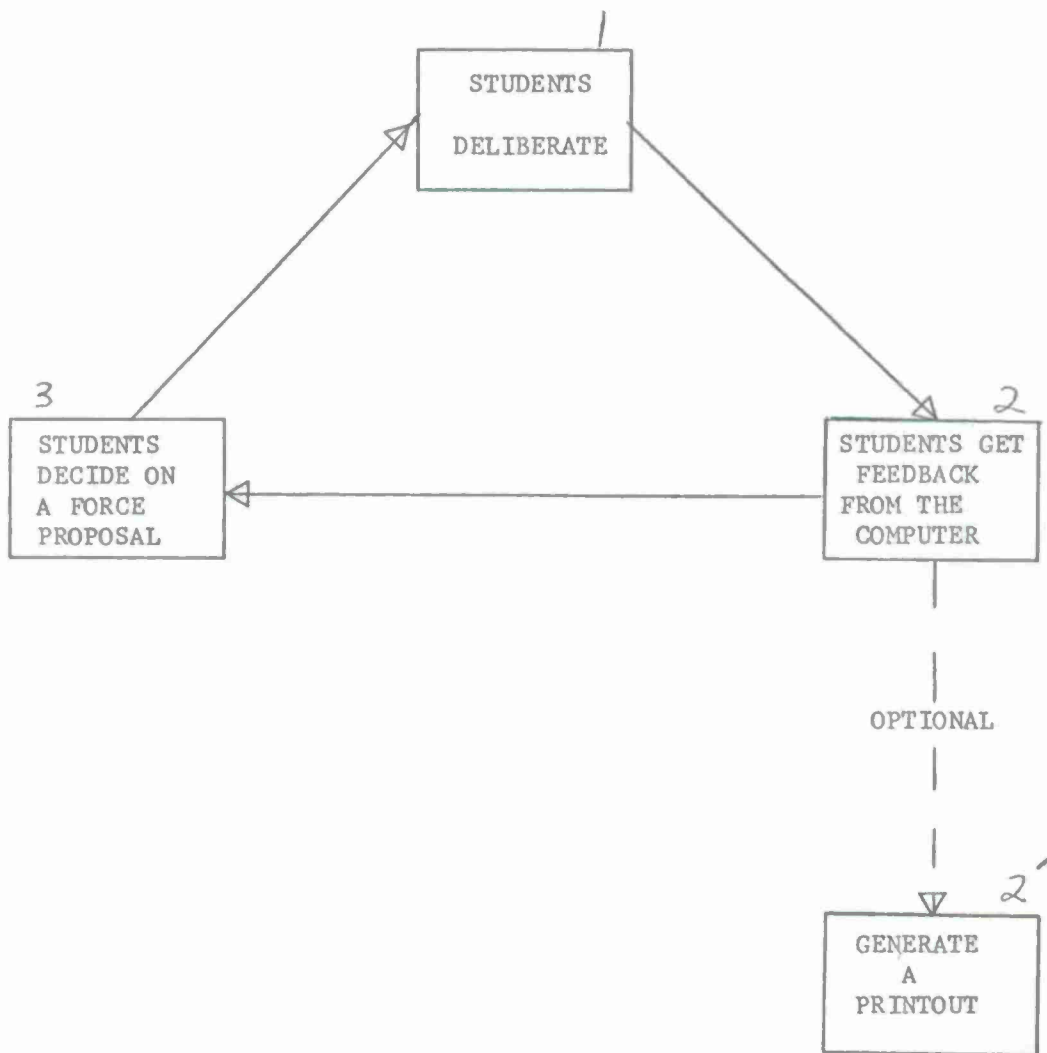 1
STUDENTS
DELIBERATE
3
STUDENTS
DECIDE ON
A FORCE
PROPOSAL
2
STUDENTS GET
FEEDBACK
FROM THE
COMPUTER
OPTIONAL
2'
GENERATE
A
PRINTOUT